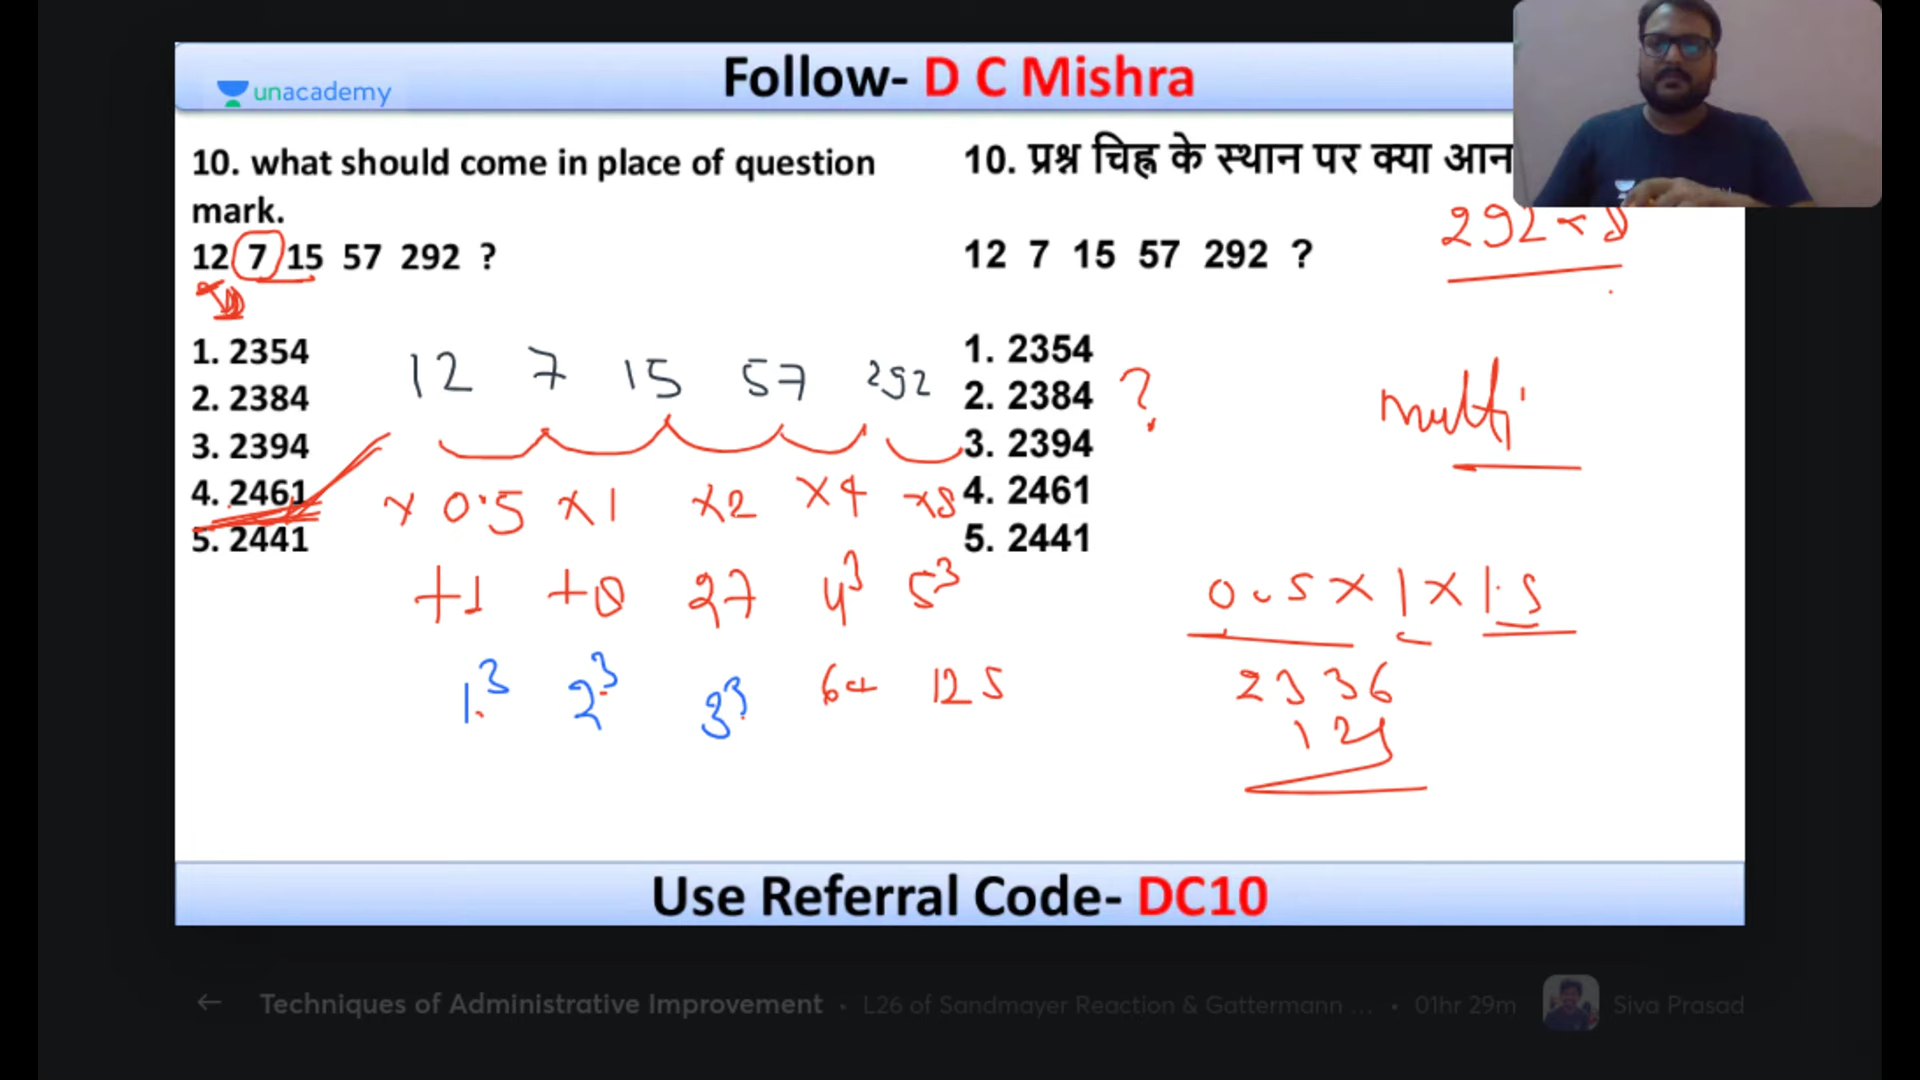 Follow- D C Mishra
unacademy
10. what should come in place of question
mark.
12 7 15 57 292 ?
1. 2354
2. 2384
3. 2394
4. 2461
5. 2441
10. प्रश्न चिह्न के स्थान पर क्या आन
12 7 15 57 292 ?
1. 2354
2. 2384
3. 2394
4. 2461
5. 2441
292 × 8
12 7 15 57 292 ?
× 0.5 × 1 ×2 ×4 ×8
+1 +8 27 4³ 5³
1³ 2³ 3³ 64 125
multi
0.5 × 1 × 1.5
2336
125
Use Referral Code- DC10
← Techniques of Administrative Improvement • L26 of Sandmayer Reaction & Gattermann ... • 01hr 29m Siva Prasad